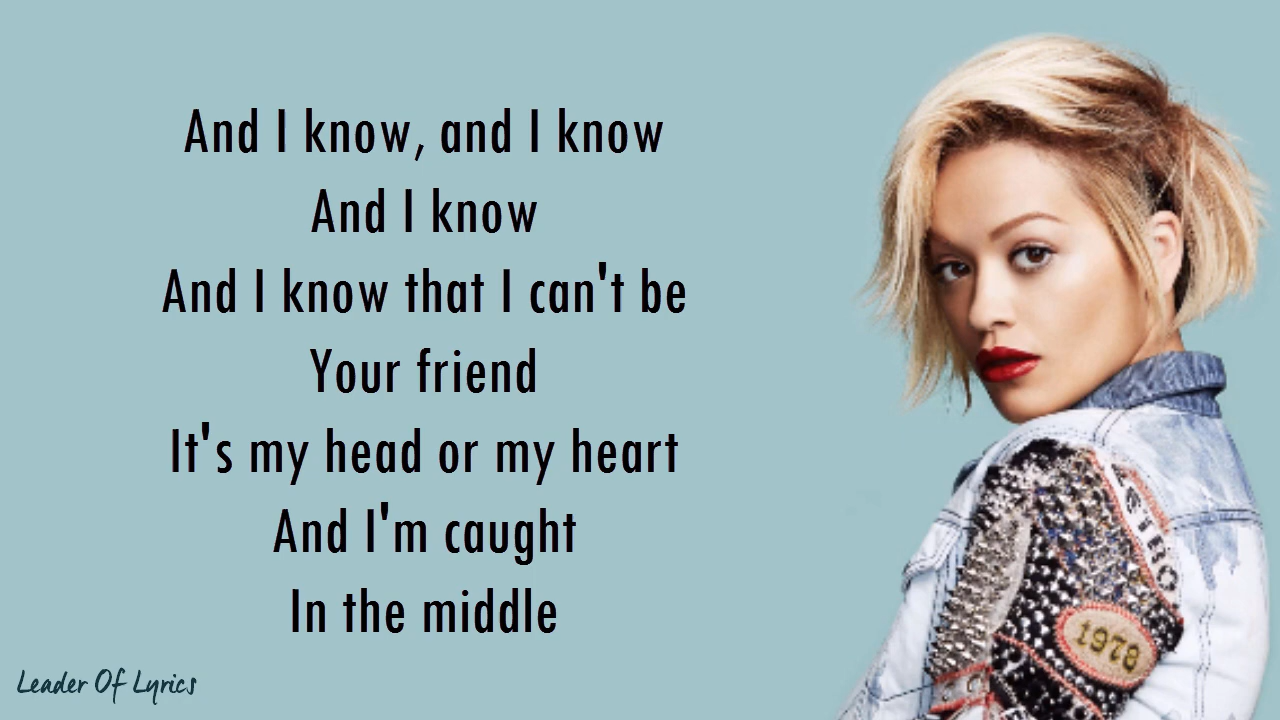 And I know, and I know
And I know
And I know that I can't be
Your friend
It's my head or my heart
And I'm caught
In the middle
Leader Of Lyrics
1978